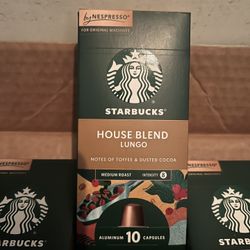 by NESPRESSO®
FOR ORIGINAL MACHINES
STARBUCKS®
HOUSE BLEND
LUNGO
NOTES OF TOFFEE & DUSTED COCOA
MEDIUM ROAST INTENSITY 8
ALUMINUM 10 CAPSULES
STARBUCKS
STARBUCKS